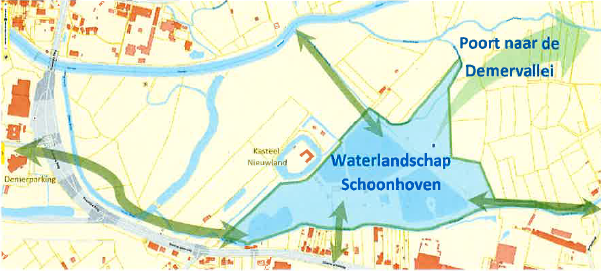 Poort naar de
Demervallei
Kasteel
Nieuwland
Waterlandschap
Schoonhoven
Demerparking